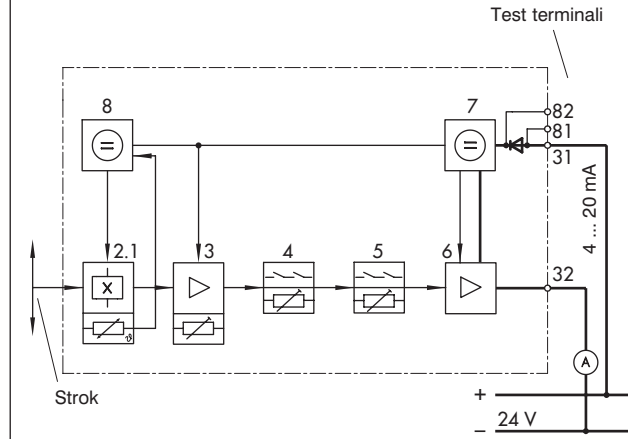 Test terminali
8
7
82
81
31
4 ... 20 mA
2.1
3
4
5
6
32
X
ϑ
A
Strok
+
– 24 V